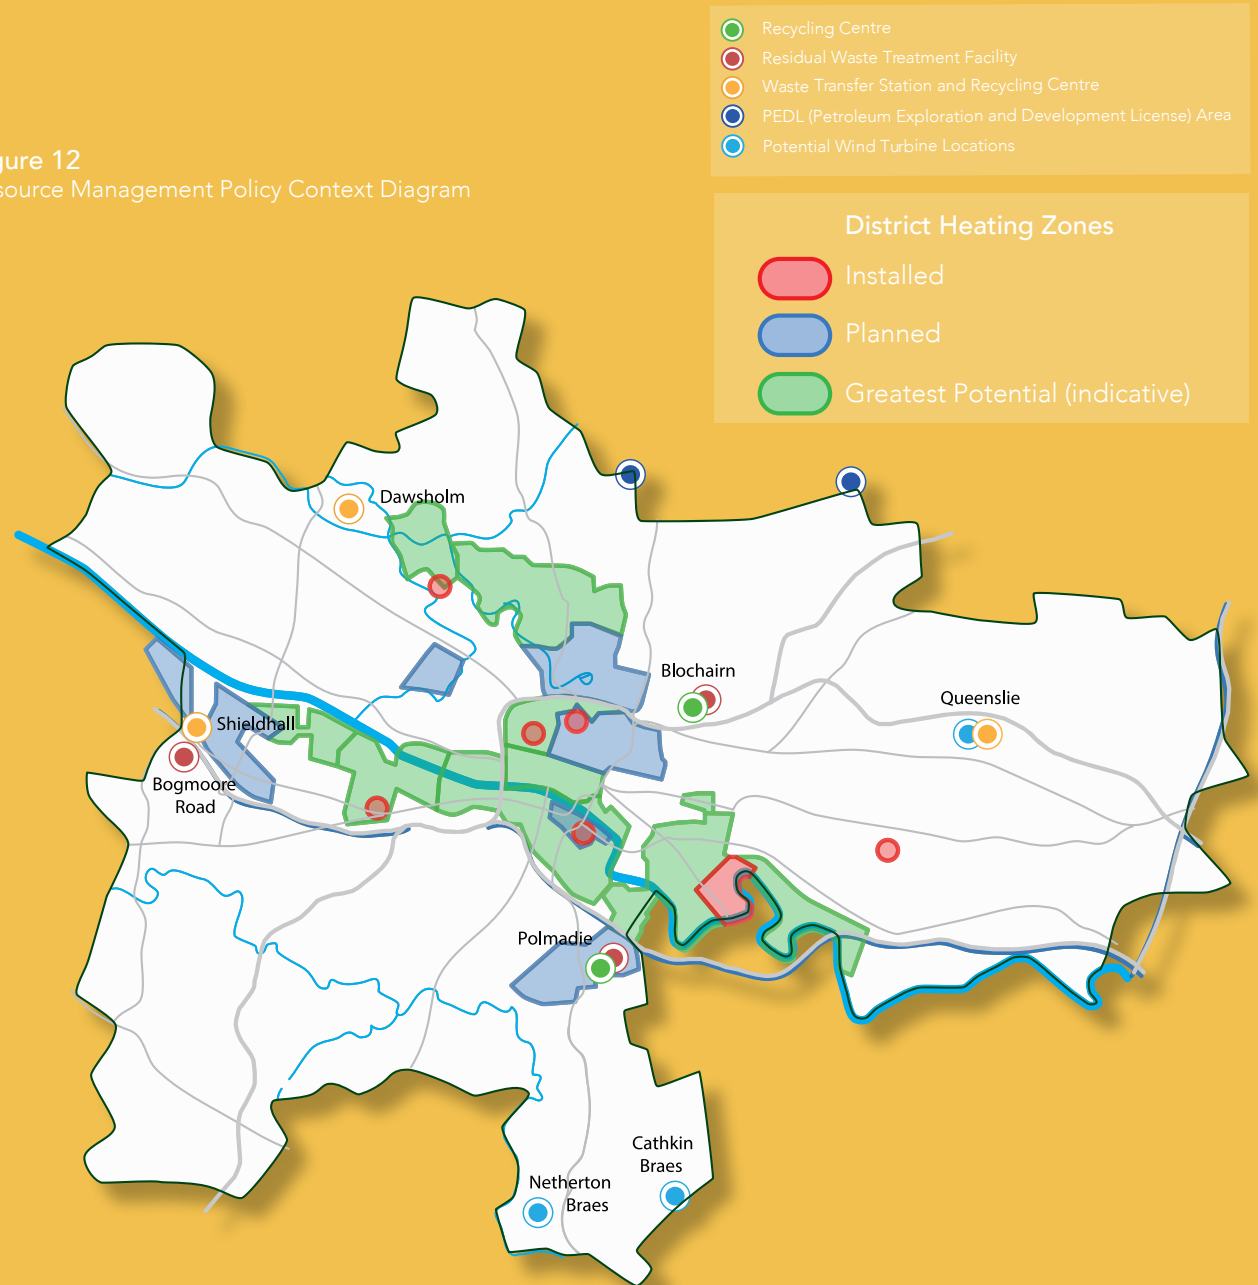 Recycling Centre
Residual Waste Treatment Facility
Waste Transfer Station and Recycling Centre
PEDL (Petroleum Exploration and Development License) Area
Potential Wind Turbine Locations
gure 12
source Management Policy Context Diagram
District Heating Zones
Installed
Planned
Greatest Potential (indicative)
Dawsholm
Blochairn
Queenslie
Shieldhall
Bogmoore
Road
Polmadie
Cathkin
Braes
Netherton
Braes